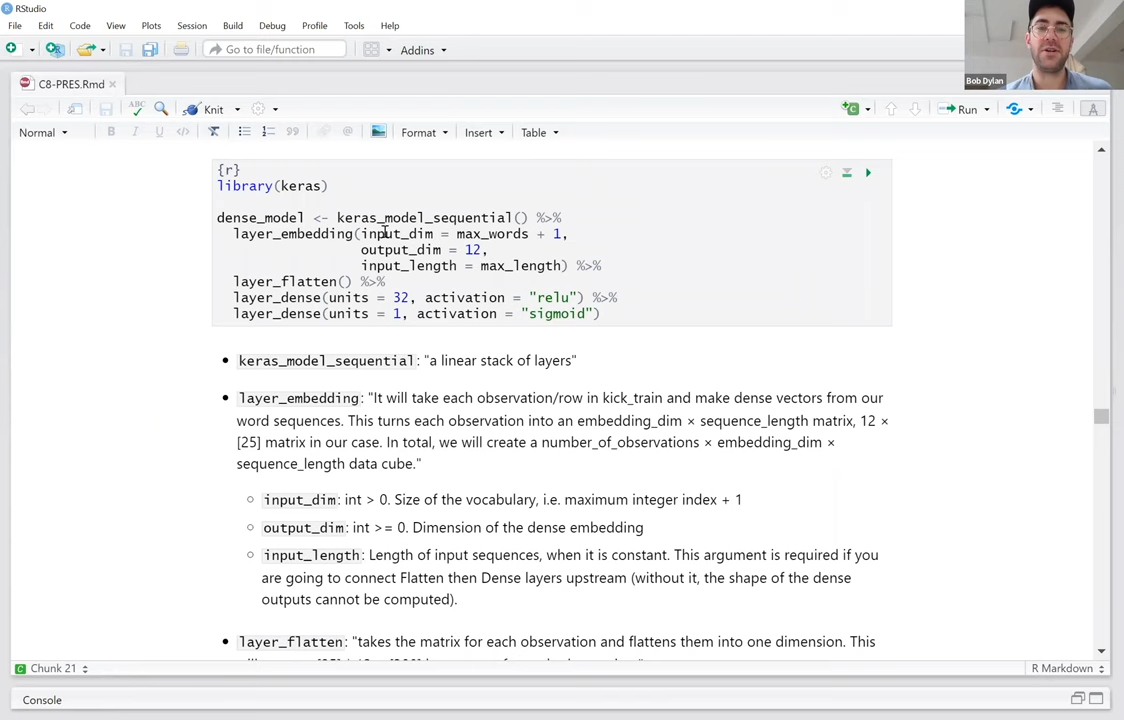 RStudio
File Edit Code View Plots Session Build Debug Profile Tools Help
Go to file/function Addins
Bob Dylan
C8-PRES.Rmd
ABC Knit Run
Normal B I U Format Insert Table
{r}
library(keras)
dense_model <- keras_model_sequential() %>%
layer_embedding(input_dim = max_words + 1,
output_dim = 12,
input_length = max_length) %>%
layer_flatten() %>%
layer_dense(units = 32, activation = "relu") %>%
layer_dense(units = 1, activation = "sigmoid")
keras_model_sequential: "a linear stack of layers"
layer_embedding: "It will take each observation/row in kick_train and make dense vectors from our
word sequences. This turns each observation into an embedding_dim × sequence_length matrix, 12 ×
[25] matrix in our case. In total, we will create a number_of_observations × embedding_dim ×
sequence_length data cube."
input_dim: int > 0. Size of the vocabulary, i.e. maximum integer index + 1
output_dim: int >= 0. Dimension of the dense embedding
input_length: Length of input sequences, when it is constant. This argument is required if you
are going to connect Flatten then Dense layers upstream (without it, the shape of the dense
outputs cannot be computed).
layer_flatten: "takes the matrix for each observation and flattens them into one dimension. This
Chunk 21 R Markdown
Console